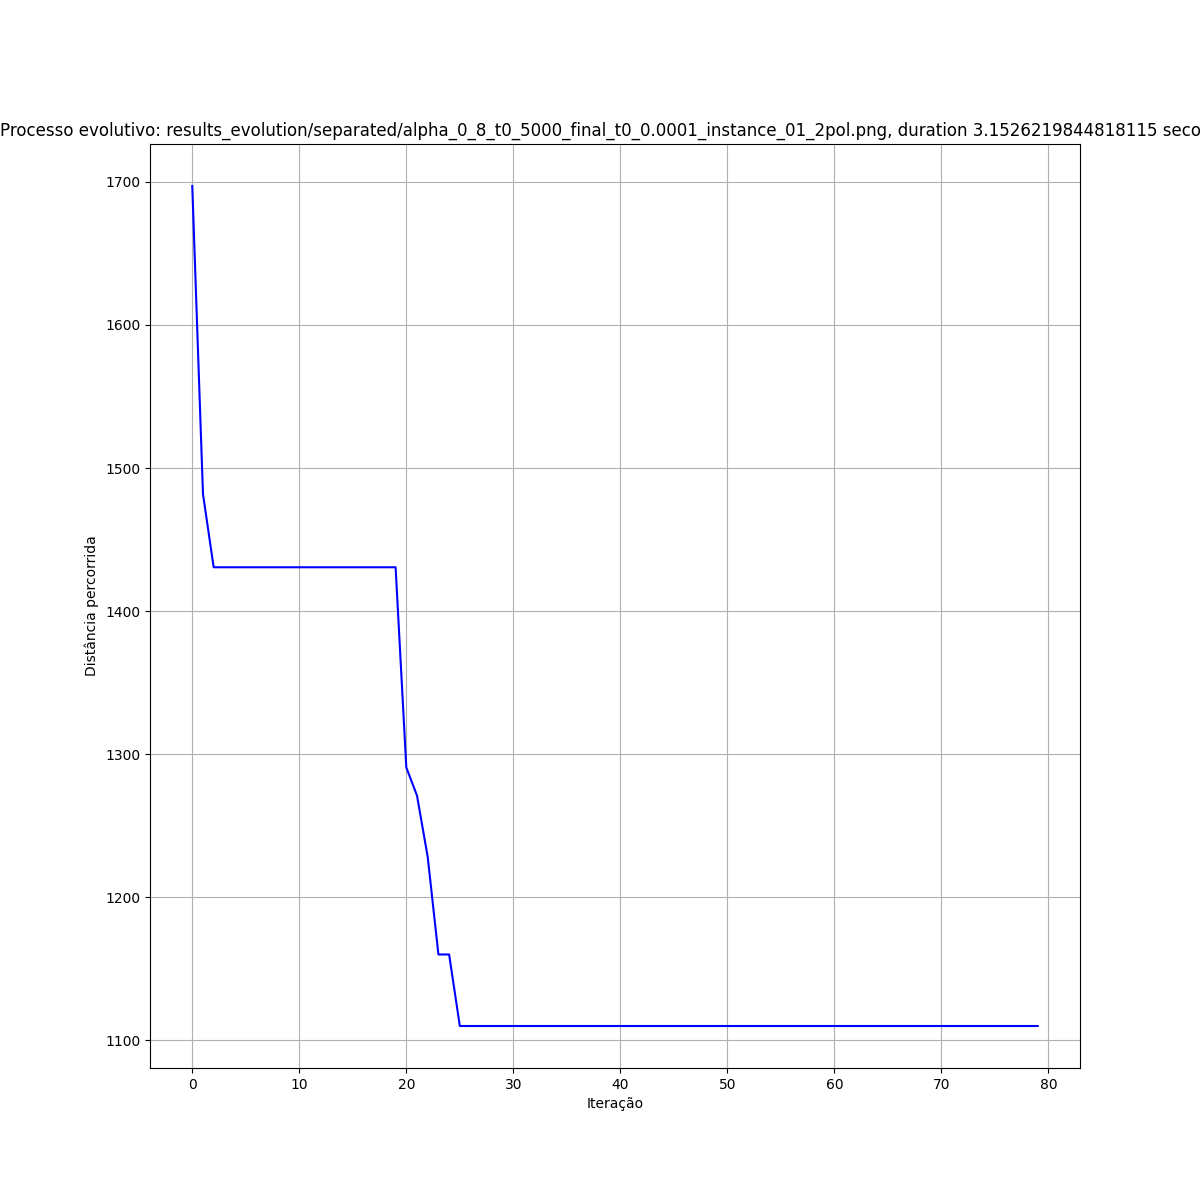 Processo evolutivo: results_evolution/separated/alpha_0_8_t0_5000_final_t0_0.0001_instance_01_2pol.png, duration 3.1526219844818115 seco
1700
1600
1500
1400
1300
1200
1100
Distância percorrida
0 10 20 30 40 50 60 70 80
Iteração